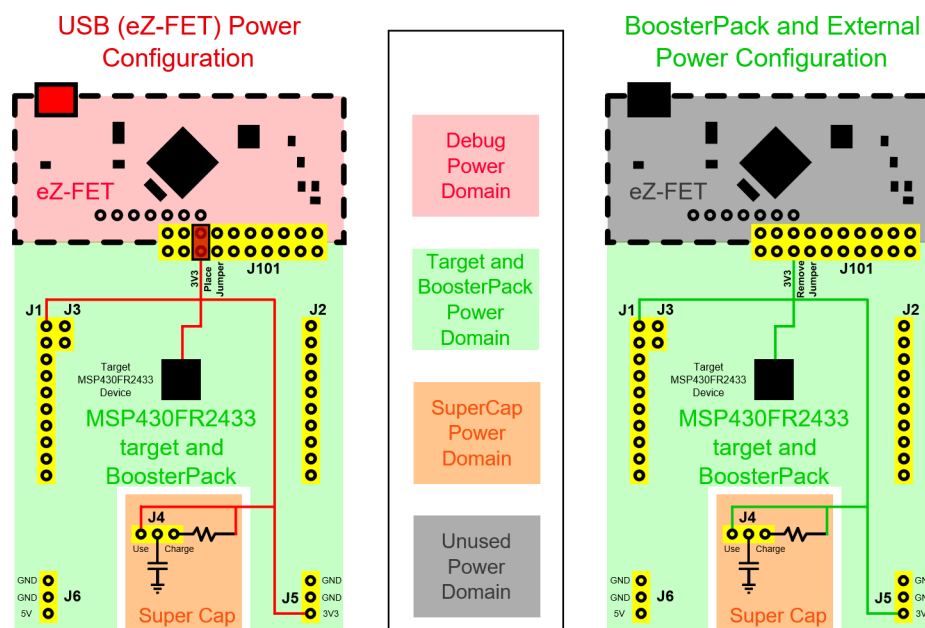 USB (eZ-FET) Power
Configuration
eZ-FET
J101
3V3
Place
Jumper
J1
J3
J2
Target
MSP430FR2433
Device
MSP430FR2433
target and
BoosterPack
J4
Use
Charge
Super Cap
GND
GND
5V
J6
J5
GND
GND
3V3
Debug
Power
Domain
Target and
BoosterPack
Power
Domain
SuperCap
Power
Domain
Unused
Power
Domain
BoosterPack and External
Power Configuration
eZ-FET
J101
3V3
Remove
Jumper
J1
J3
J2
Target
MSP430FR2433
Device
MSP430FR2433
target and
BoosterPack
J4
Use
Charge
Super Cap
GND
GND
5V
J6
J5
GND
GND
3V3